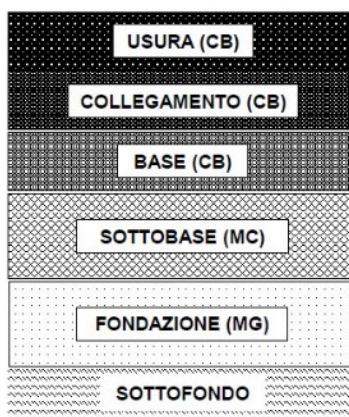 USURA (CB)
COLLEGAMENTO (CB)
BASE (CB)
SOTTOBASE (MC)
FONDAZIONE (MG)
SOTTOFONDO